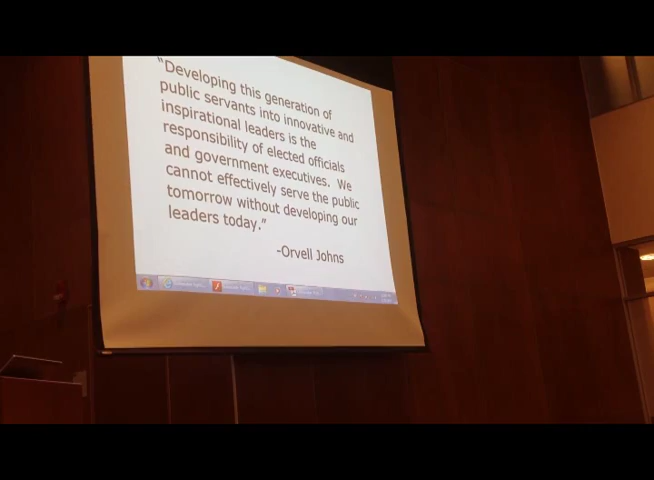 "Developing this generation of
public servants into innovative and
inspirational leaders is the
responsibility of elected officials
and government executives. We
cannot effectively serve the public
tomorrow without developing our
leaders today."
-Orvell Johns